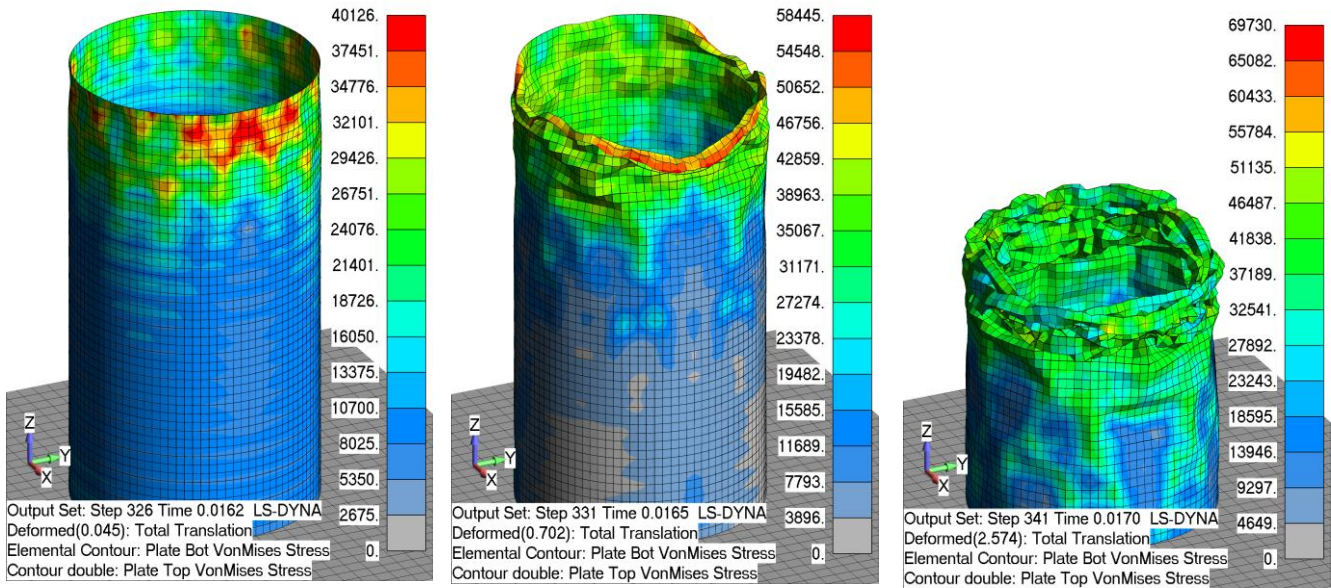 40126.
37451.
34776.
32101.
29426.
26751.
24076.
21401.
18726.
16050.
13375.
10700.
8025.
5350.
2675.
0.
Z
Y
X
Output Set: Step 326 Time 0.0162 LS-DYNA
Deformed(0.045): Total Translation
Elemental Contour: Plate Bot VonMises Stress
Contour double: Plate Top VonMises Stress
58445.
54548.
50652.
46756.
42859.
38963.
35067.
31171.
27274.
23378.
19482.
15585.
11689.
7793.
3896.
0.
Z
Y
X
Output Set: Step 331 Time 0.0165 LS-DYNA
Deformed(0.702): Total Translation
Elemental Contour: Plate Bot VonMises Stress
Contour double: Plate Top VonMises Stress
69730.
65082.
60433.
55784.
51135.
46487.
41838.
37189.
32541.
27892.
23243.
18595.
13946.
9297.
4649.
0.
Z
Y
X
Output Set: Step 341 Time 0.0170 LS-DYNA
Deformed(2.574): Total Translation
Elemental Contour: Plate Bot VonMises Stress
Contour double: Plate Top VonMises Stress